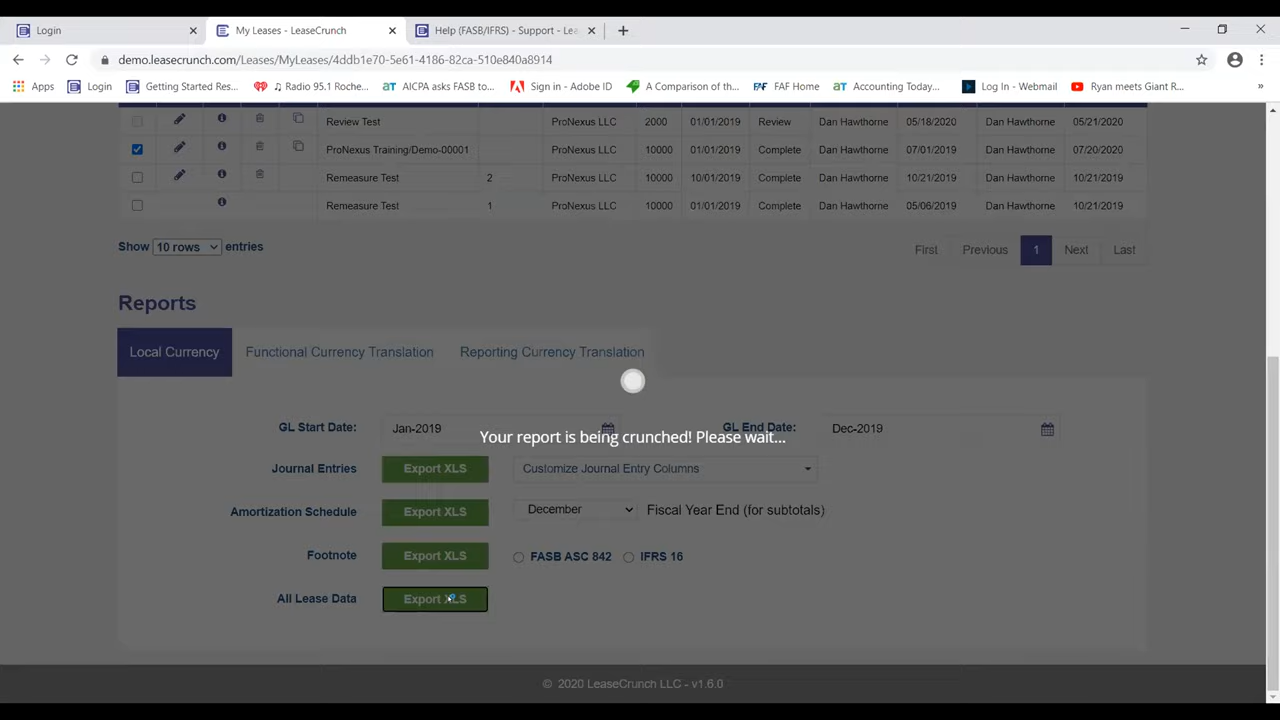 Login
My Leases - LeaseCrunch
Help (FASB/IFRS) - Support - Lea
demo.leasecrunch.com/Leases/MyLeases/4ddb1e70-5e61-4186-82ca-510e840a8914
Apps
Login
Getting Started Res...
♫ Radio 95.1 Roche...
AICPA asks FASB to...
Sign in - Adobe ID
A Comparison of th...
FAF Home
Accounting Today...
Log In - Webmail
Ryan meets Giant R...
Review Test ProNexus LLC 2000 01/01/2019 Review Dan Hawthorne 05/18/2020 Dan Hawthorne 05/21/2020
ProNexus Training/Demo-00001 ProNexus LLC 10000 01/01/2019 Complete Dan Hawthorne 07/01/2019 Dan Hawthorne 07/20/2020
Remeasure Test 2 ProNexus LLC 10000 10/01/2019 Complete Dan Hawthorne 10/21/2019 Dan Hawthorne 10/21/2019
Remeasure Test 1 ProNexus LLC 10000 01/01/2019 Complete Dan Hawthorne 05/06/2019 Dan Hawthorne 10/21/2019
Show 10 rows entries
First Previous 1 Next Last
Reports
Local Currency Functional Currency Translation Reporting Currency Translation
GL Start Date: Jan-2019 GL End Date: Dec-2019
Your report is being crunched! Please wait...
Journal Entries Export XLS Customize Journal Entry Columns
Amortization Schedule Export XLS December Fiscal Year End (for subtotals)
Footnote Export XLS FASB ASC 842 IFRS 16
All Lease Data Export XLS
© 2020 LeaseCrunch LLC - v1.6.0